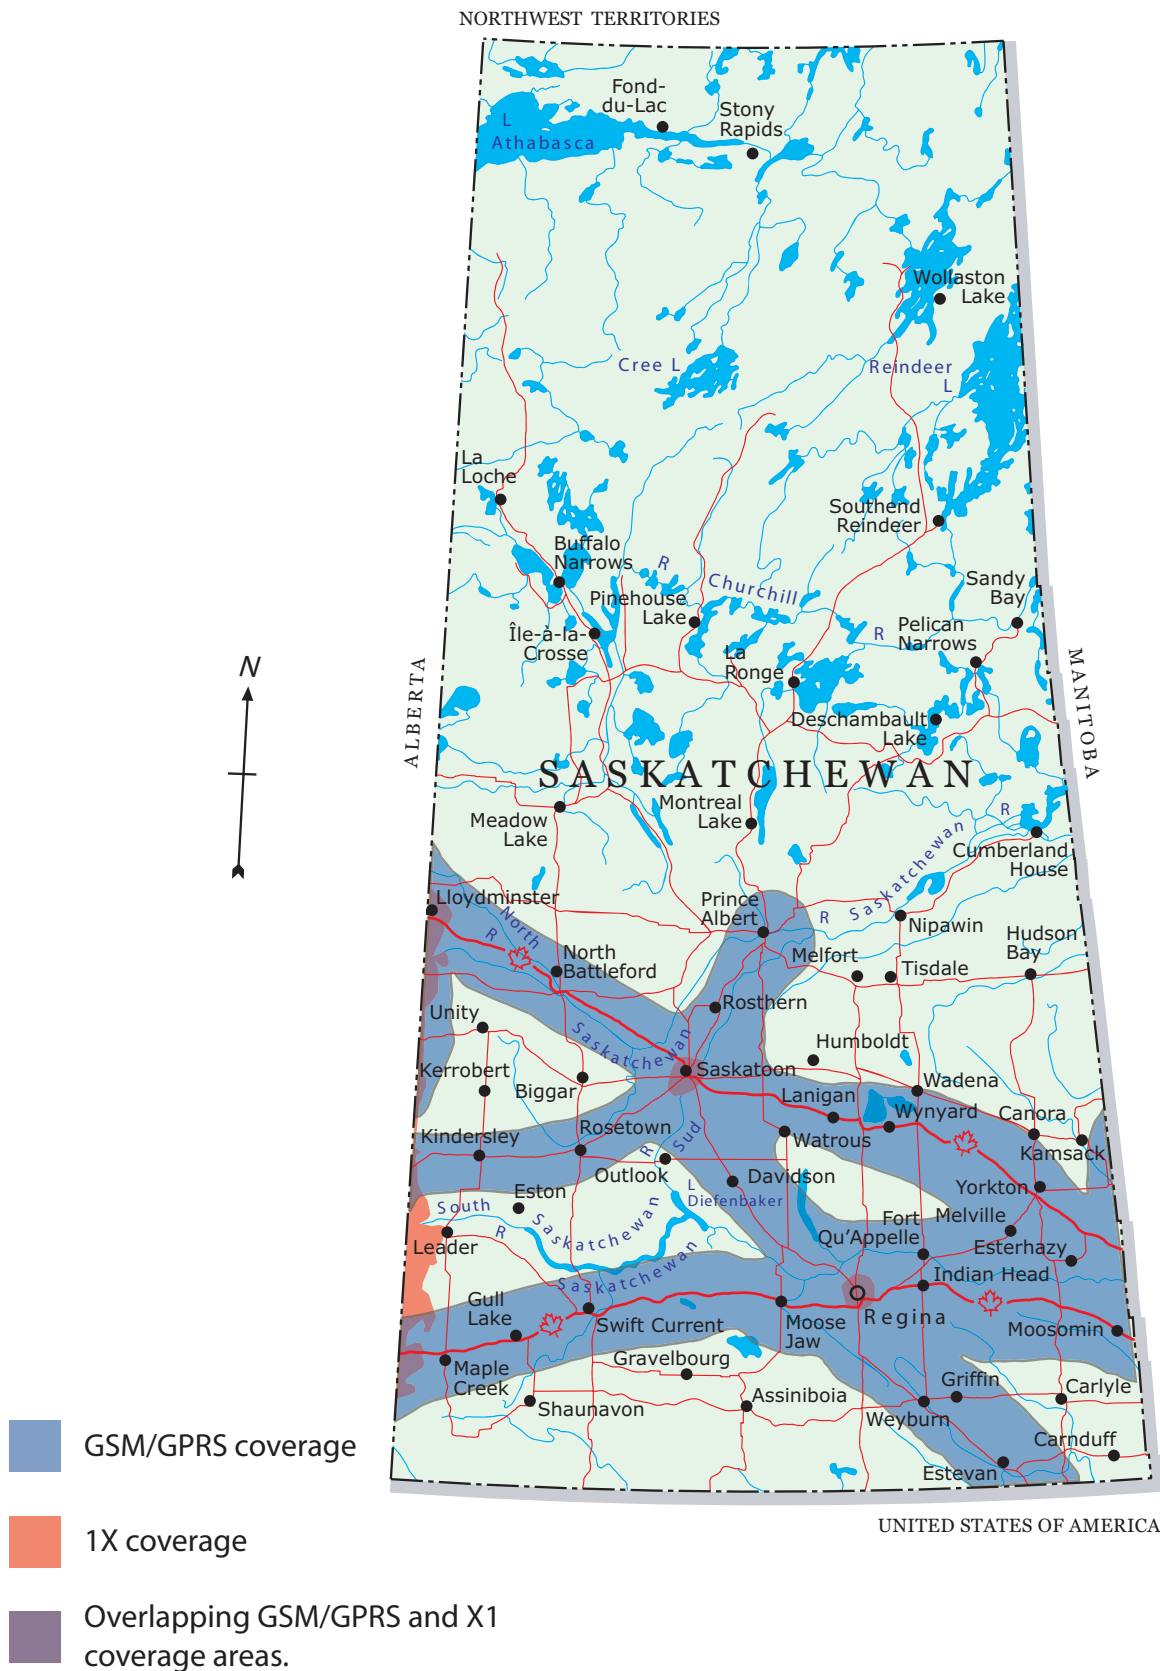 NORTHWEST TERRITORIES
Fond-
du-Lac
Stony
Rapids
L
Athabasca
Wollaston
Lake
Cree L
Reindeer
L
La
Loche
Southend
Reindeer
Buffalo
Narrows
R
Churchill
R
Sandy
Bay
Pinehouse
Lake
Pelican
Narrows
Île-à-la-
Crosse
La
Ronge
N
ALBERTA
MANITOBA
Deschambault
Lake
SASKATCHEWAN
Montreal
Lake
Meadow
Lake
R
Saskatchewan
R
Cumberland
House
Lloydminster
North
R
Saskatchewan
Prince
Albert
Nipawin
Hudson
Bay
North
Battleford
Melfort
Tisdale
Rosthern
Unity
Humboldt
Kerrobert
Biggar
Saskatoon
Wadena
Lanigan
Wynyard
Canora
Kindersley
Rosetown
R
Sud
Watrous
Kamsack
Outlook
Davidson
Yorkton
Eston
L
Diefenbaker
South
R
Saskatchewan
Saskatchewan
Leader
Fort
Qu'Appelle
Melville
Esterhazy
Indian Head
Gull
Lake
Swift Current
Moose
Jaw
Regina
Moosomin
Maple
Creek
Gravelbourg
Griffin
Carlyle
Shaunavon
Assiniboia
Weyburn
Carnduff
Estevan
UNITED STATES OF AMERICA
GSM/GPRS coverage
1X coverage
Overlapping GSM/GPRS and X1
coverage areas.